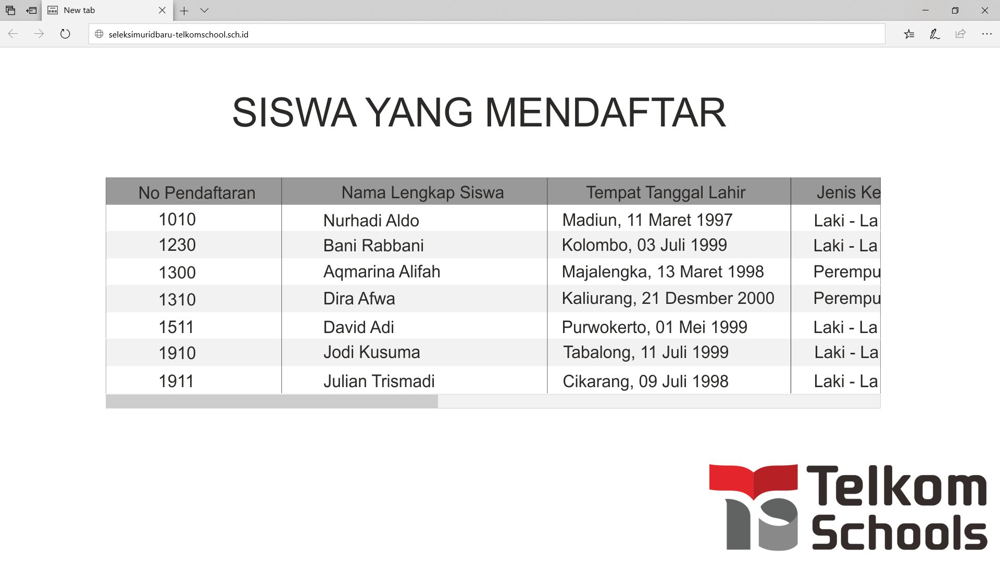 New tab
seleksimuridbaru-telkomschool.sch.id
SISWA YANG MENDAFTAR
No Pendaftaran Nama Lengkap Siswa Tempat Tanggal Lahir Jenis Ke
1010 Nurhadi Aldo Madiun, 11 Maret 1997 Laki - La
1230 Bani Rabbani Kolombo, 03 Juli 1999 Laki - La
1300 Aqmarina Alifah Majalengka, 13 Maret 1998 Perempu
1310 Dira Afwa Kaliurang, 21 Desmber 2000 Perempu
1511 David Adi Purwokerto, 01 Mei 1999 Laki - La
1910 Jodi Kusuma Tabalong, 11 Juli 1999 Laki - La
1911 Julian Trismadi Cikarang, 09 Juli 1998 Laki - La
Telkom
Schools